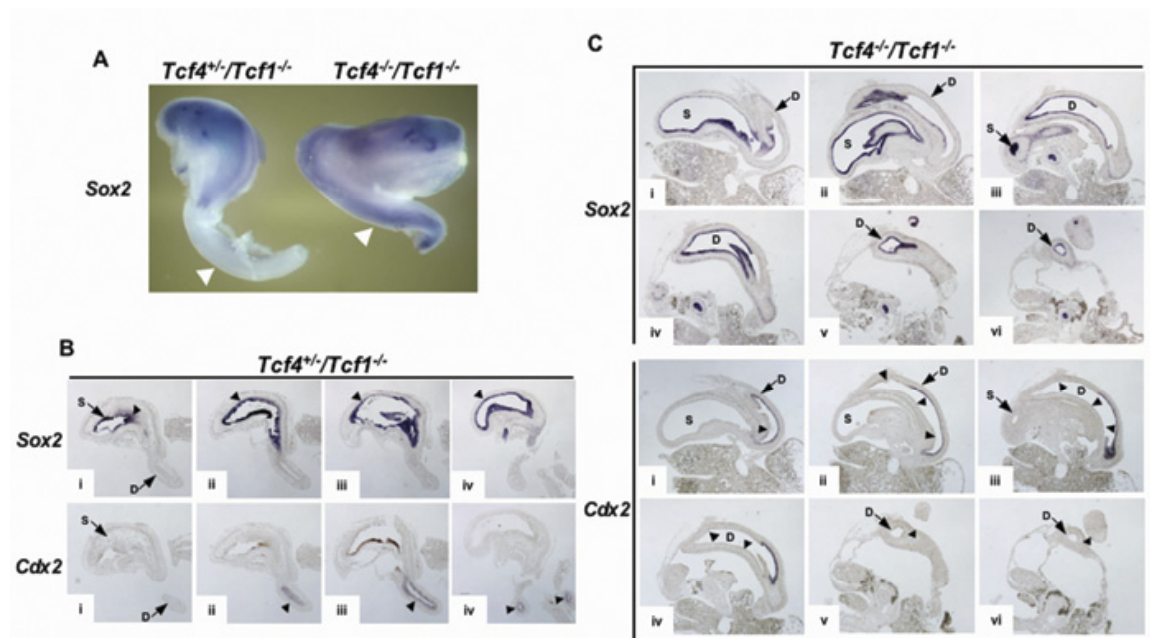 A
Tcf4+/-/Tcf1-/- Tcf4-/-/Tcf1-/-
Sox2
B
Tcf4+/-/Tcf1-/-
Sox2
S
D
i
ii
iii
iv
Cdx2
S
D
i
ii
iii
iv
C
Tcf4-/-/Tcf1-/-
Sox2
S
D
i
S
D
ii
S
D
iii
D
iv
D
v
D
vi
Cdx2
S
D
i
S
D
ii
S
D
iii
D
iv
D
v
D
vi